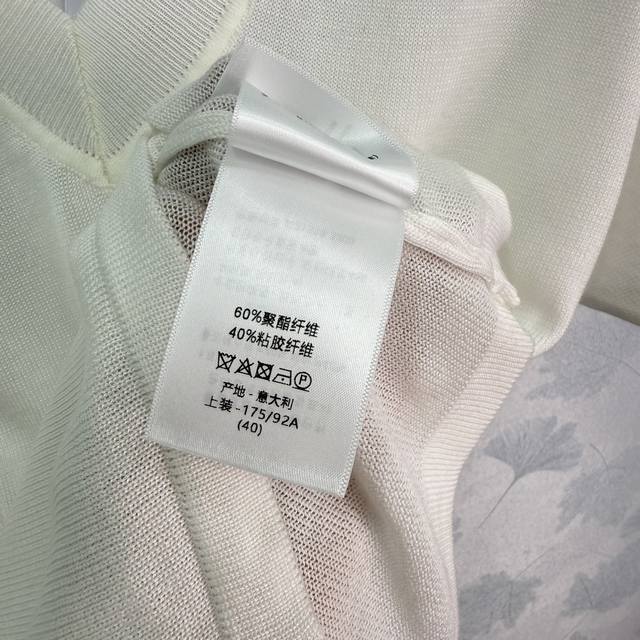 60%聚酯纤维
40%粘胶纤维
产地 - 意大利
上装 - 175/92A
(40)